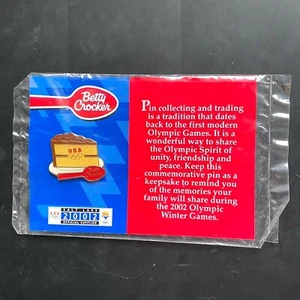 Betty
Crocker
USA
SALT LAKE
2002
OFFICIAL SUPPLIER
Pin collecting and trading
is a tradition that dates
back to the first modern
Olympic Games. It is a
wonderful way to share
the Olympic Spirit of
unity, friendship and
peace. Keep this
commemorative pin as a
keepsake to remind you
of the memories your
family will share during
the 2002 Olympic
Winter Games.